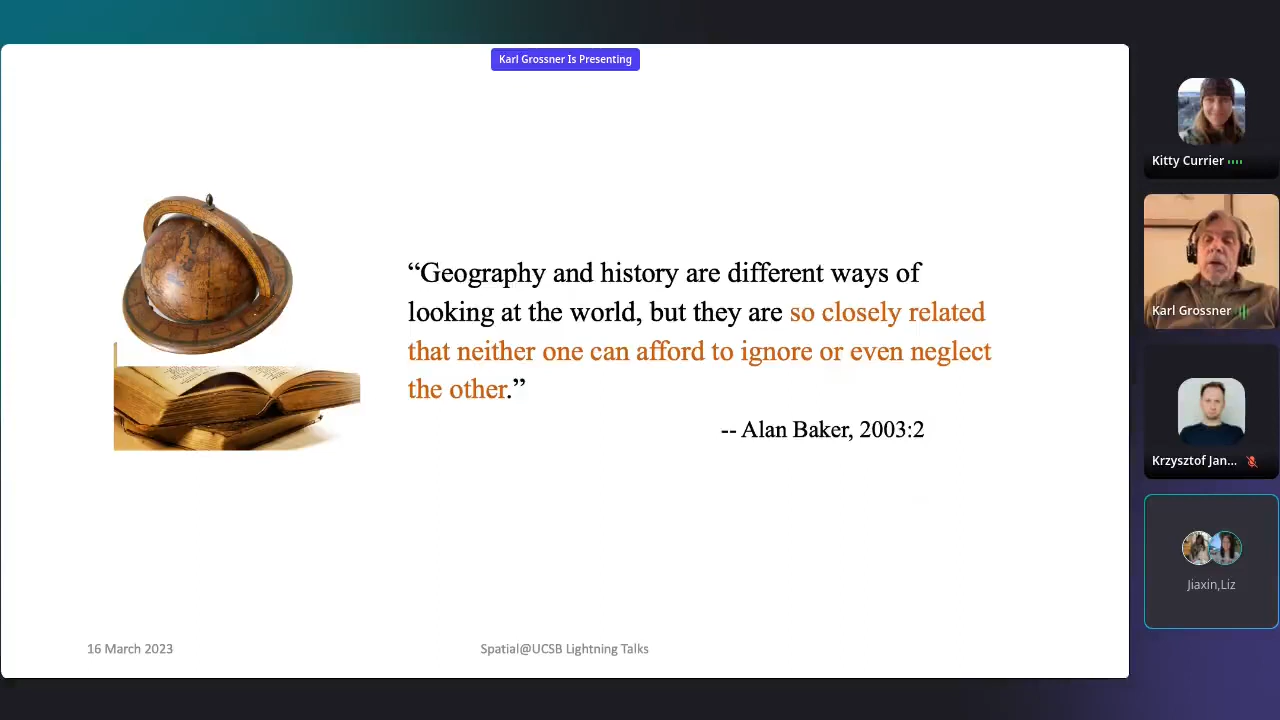 Karl Grossner Is Presenting
“Geography and history are different ways of
looking at the world, but they are so closely related
that neither one can afford to ignore or even neglect
the other.”
-- Alan Baker, 2003:2
16 March 2023
Spatial@UCSB Lightning Talks
Kitty Currier
Karl Grossner
Krzysztof Jan...
Jiaxin,Liz